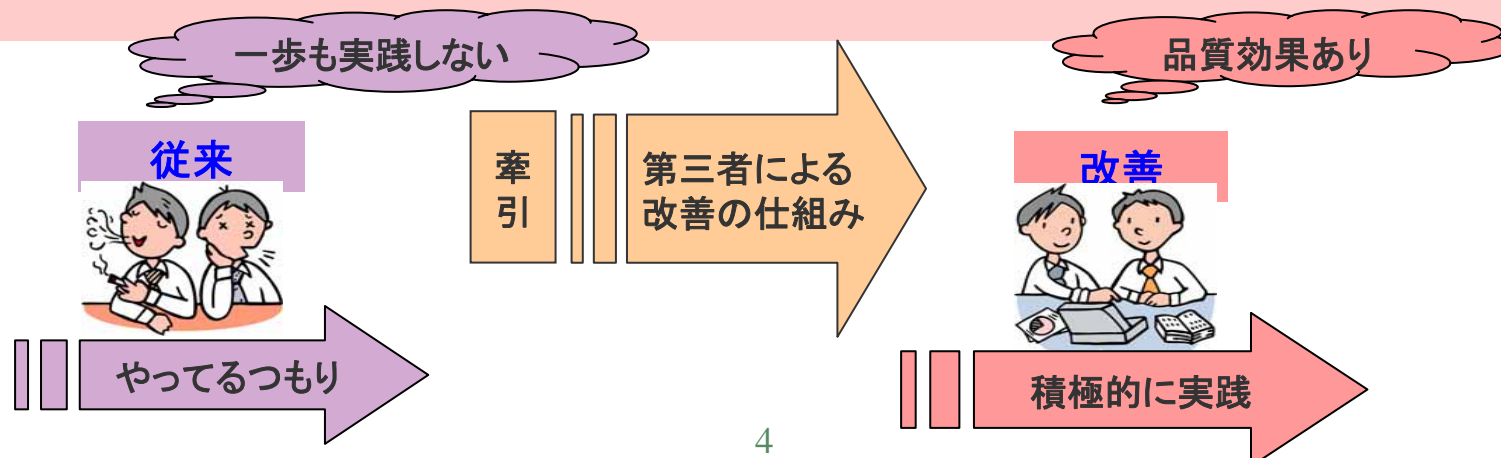 一歩も実践しない
品質効果あり
従来
牽引
第三者による
改善の仕組み
改善
やってるつもり
積極的に実践
4